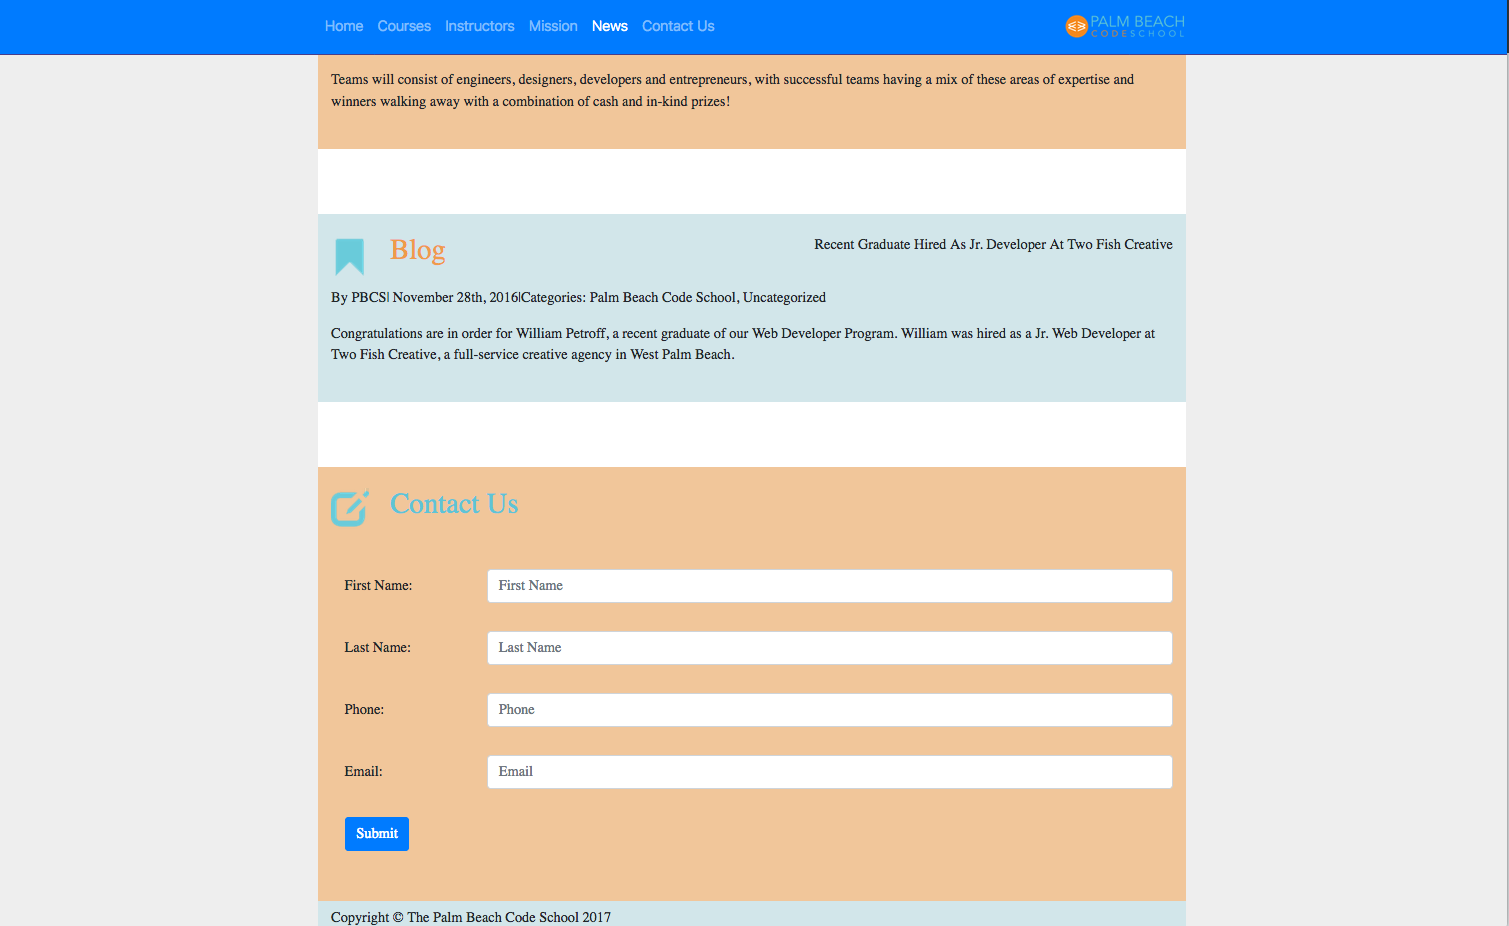 Home Courses Instructors Mission News Contact Us
PALM BEACH
CODESCHOOL
Teams will consist of engineers, designers, developers and entrepreneurs, with successful teams having a mix of these areas of expertise and
winners walking away with a combination of cash and in-kind prizes!
Blog
Recent Graduate Hired As Jr. Developer At Two Fish Creative
By PBCS| November 28th, 2016|Categories: Palm Beach Code School, Uncategorized
Congratulations are in order for William Petroff, a recent graduate of our Web Developer Program. William was hired as a Jr. Web Developer at
Two Fish Creative, a full-service creative agency in West Palm Beach.
Contact Us
First Name: First Name
Last Name: Last Name
Phone: Phone
Email: Email
Submit
Copyright © The Palm Beach Code School 2017